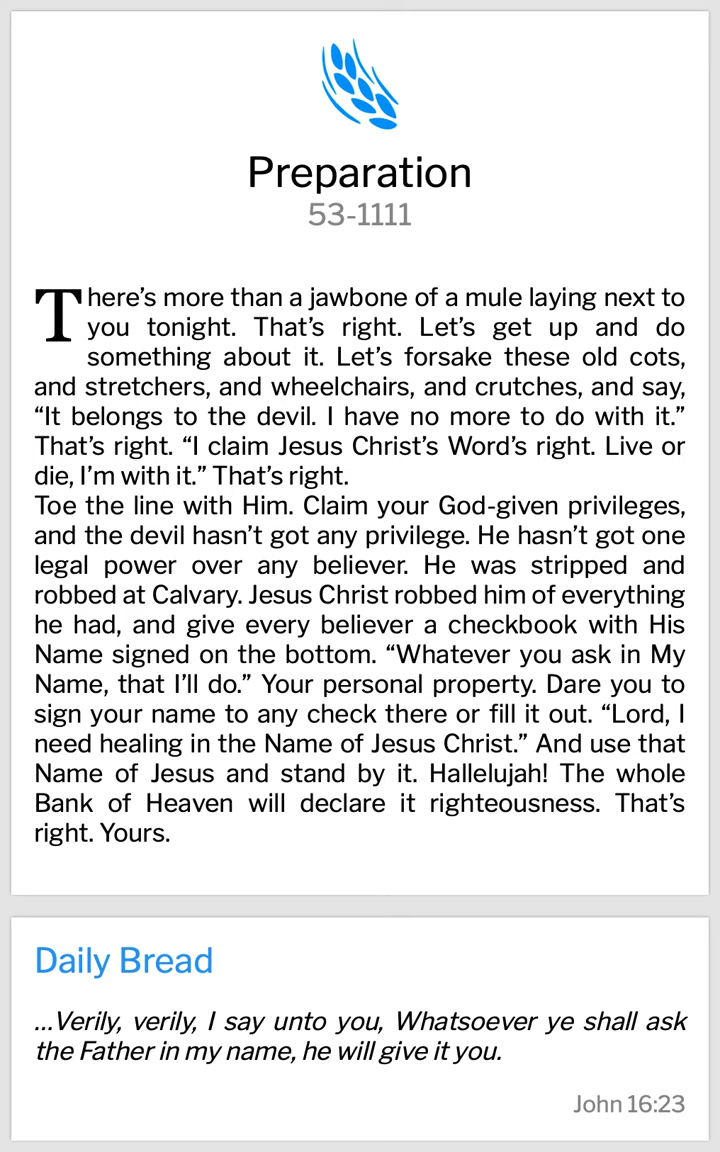 Preparation
53-1111
There’s more than a jawbone of a mule laying next to
you tonight. That’s right. Let’s get up and do
something about it. Let’s forsake these old cots,
and stretchers, and wheelchairs, and crutches, and say,
“It belongs to the devil. I have no more to do with it.”
That’s right. “I claim Jesus Christ’s Word’s right. Live or
die, I’m with it.” That’s right.
Toe the line with Him. Claim your God-given privileges,
and the devil hasn’t got any privilege. He hasn’t got one
legal power over any believer. He was stripped and
robbed at Calvary. Jesus Christ robbed him of everything
he had, and give every believer a checkbook with His
Name signed on the bottom. “Whatever you ask in My
Name, that I’ll do.” Your personal property. Dare you to
sign your name to any check there or fill it out. “Lord, I
need healing in the Name of Jesus Christ.” And use that
Name of Jesus and stand by it. Hallelujah! The whole
Bank of Heaven will declare it righteousness. That’s
right. Yours.
Daily Bread
...Verily, verily, I say unto you, Whatsoever ye shall ask
the Father in my name, he will give it you.
John 16:23